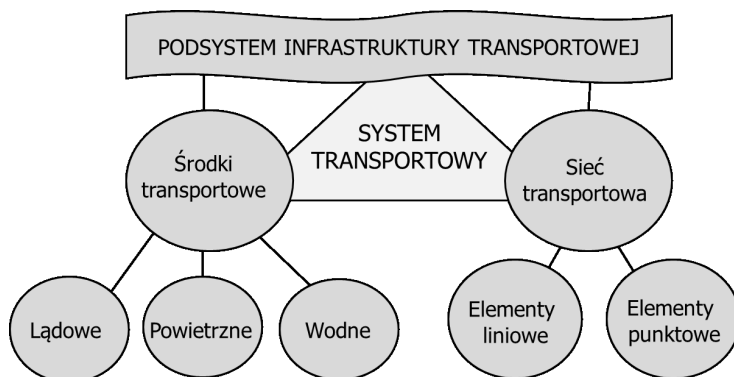 PODSYSTEM INFRASTRUKTURY TRANSPORTOWEJ
SYSTEM
TRANSPORTOWY
Środki
transportowe
Sieć
transportowa
Lądowe
Powietrzne
Wodne
Elementy
liniowe
Elementy
punktowe